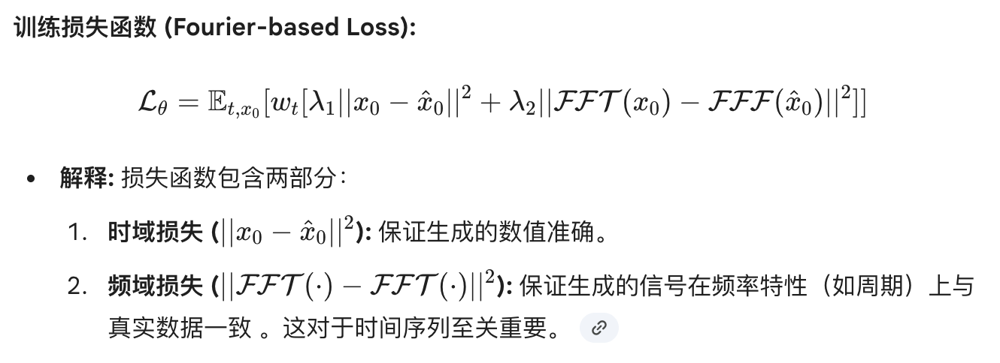 训练损失函数 (Fourier-based Loss):
$\mathcal{L}_\theta = \mathbb{E}_{t,x_0}[w_t[\lambda_1||x_0 - \hat{x}_0||^2 + \lambda_2||\mathcal{FFT}(x_0) - \mathcal{FFF}(\hat{x}_0)||^2]]$
• 解释: 损失函数包含两部分：
1. 时域损失 ($||x_0 - \hat{x}_0||^2$): 保证生成的数值准确。
2. 频域损失 ($||\mathcal{FFT}(\cdot) - \mathcal{FFT}(\cdot)||^2$): 保证生成的信号在频率特性（如周期）上与
真实数据一致 。这对于时间序列至关重要。